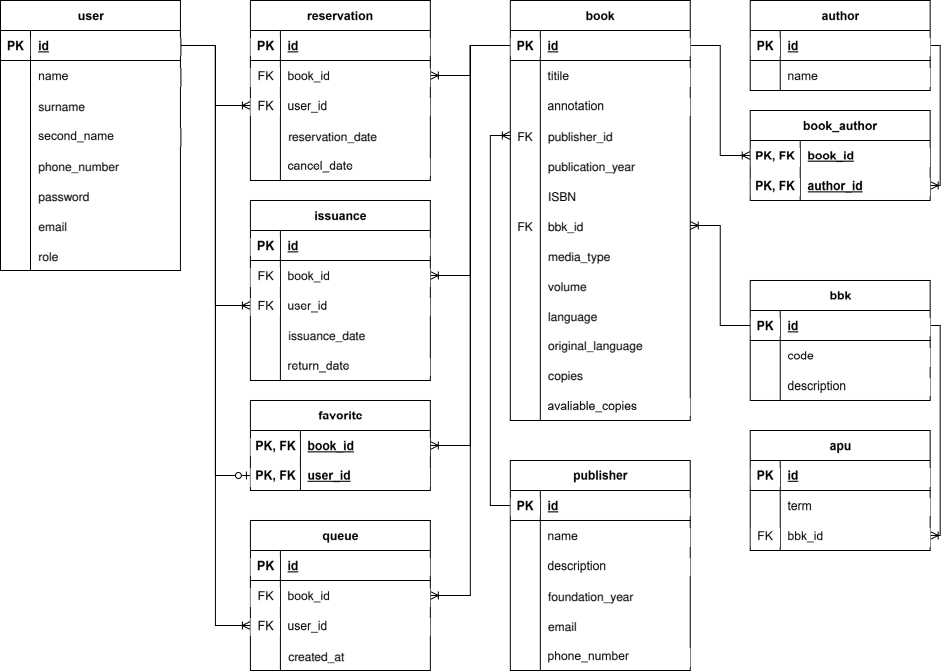 user
PK id
name
surname
second_name
phone_number
password
email
role
reservation
PK id
FK book_id
FK user_id
reservation_date
cancel_date
issuance
PK id
FK book_id
FK user_id
issuance_date
return_date
favorite
PK, FK book_id
PK, FK user_id
queue
PK id
FK book_id
FK user_id
created_at
book
PK id
titile
annotation
FK publisher_id
publication_year
ISBN
FK bbk_id
media_type
volume
language
original_language
copies
avaliable_copies
publisher
PK id
name
description
foundation_year
email
phone_number
author
PK id
name
book_author
PK, FK book_id
PK, FK author_id
bbk
PK id
code
description
apu
PK id
term
FK bbk_id